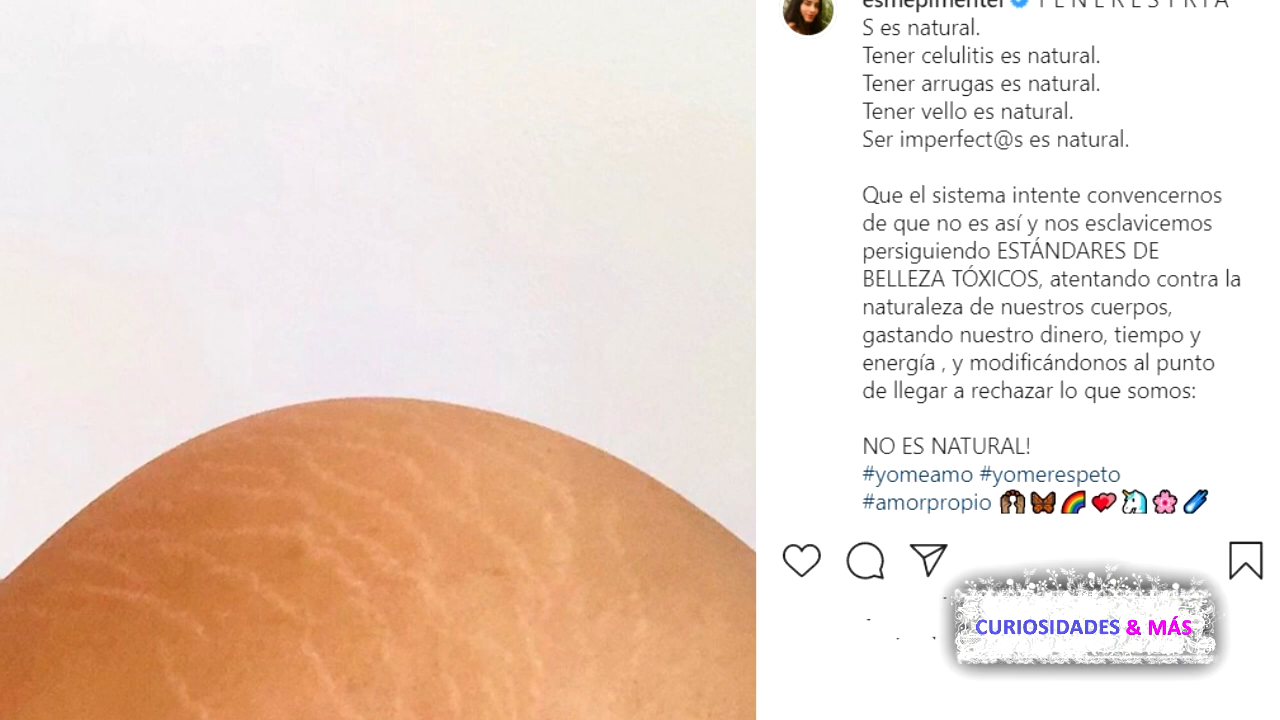 esmepimentel T E N E R E S T R Í A
S es natural.
Tener celulitis es natural.
Tener arrugas es natural.
Tener vello es natural.
Ser imperfect@s es natural.
Que el sistema intente convencernos
de que no es así y nos esclavicemos
persiguiendo ESTÁNDARES DE
BELLEZA TÓXICOS, atentando contra la
naturaleza de nuestros cuerpos,
gastando nuestro dinero, tiempo y
energía , y modificándonos al punto
de llegar a rechazar lo que somos:
NO ES NATURAL!
#yomeamo #yomerespeto
#amorpropio
CURIOSIDADES & MÁS